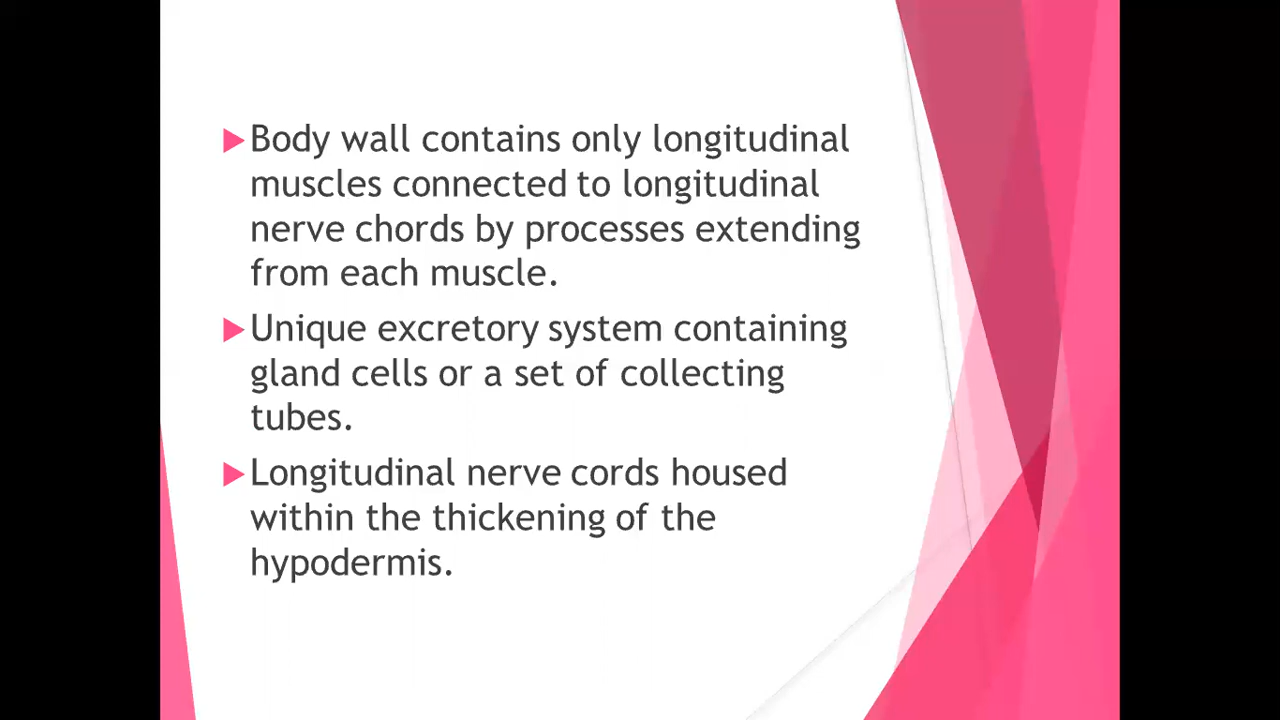 Body wall contains only longitudinal
muscles connected to longitudinal
nerve chords by processes extending
from each muscle.
Unique excretory system containing
gland cells or a set of collecting
tubes.
Longitudinal nerve cords housed
within the thickening of the
hypodermis.